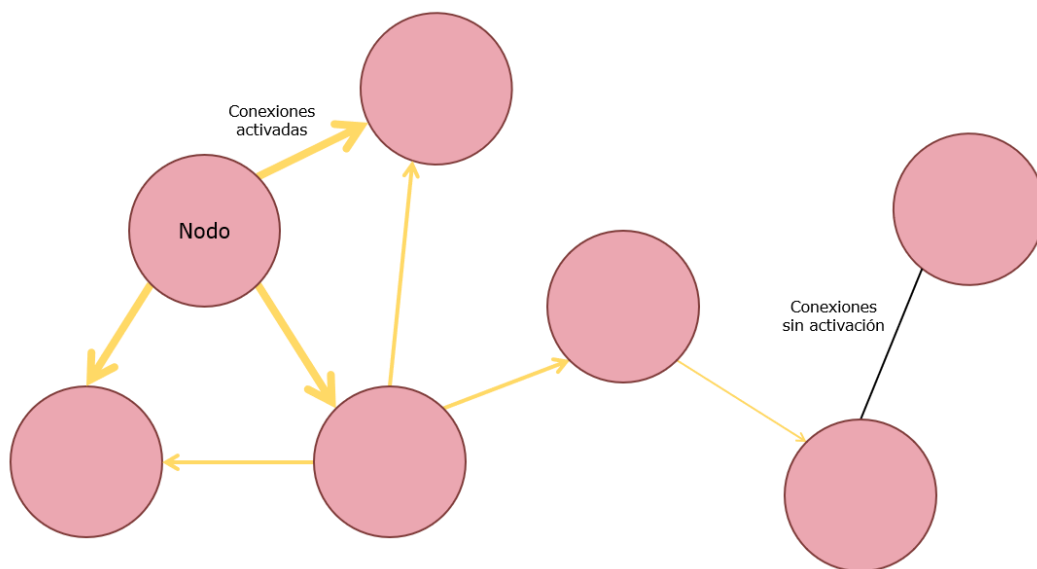 Conexiones
activadas
Nodo
Conexiones
sin activación